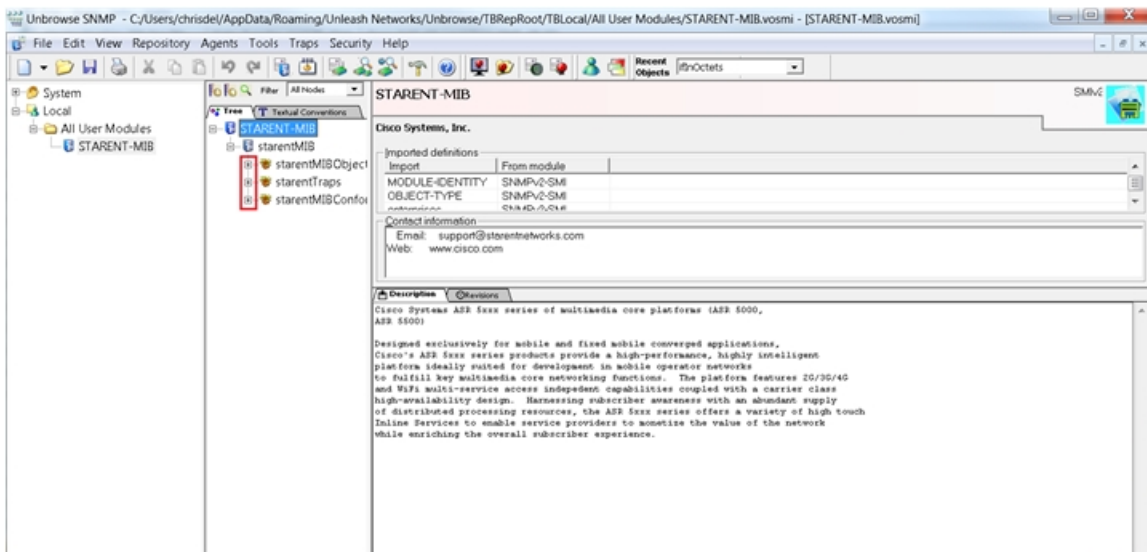 Unbrowse SNMP - C:/Users/chrisdel/AppData/Roaming/Unleash Networks/Unbrowse/TBRepRoot/TBLocal/All User Modules/STARENT-MIB.vosmi - [STARENT-MIB.vosmi]
File Edit View Repository Agents Tools Traps Security Help
Recent Objects ifInOctets
System
Local
All User Modules
STARENT-MIB
Filter All Nodes
Tree Textual Conventions
STARENT-MIB
starentMIB
starentMIBObject
starentTraps
starentMIBConfor
STARENT-MIB
SMIv2
Cisco Systems, Inc.
Imported definitions
Import From module
MODULE-IDENTITY SNMPv2-SMI
OBJECT-TYPE SNMPv2-SMI
enterprises SNMPv2-SMI
Contact information
Email: support@starentnetworks.com
Web: www.cisco.com
Description Revisions
Cisco Systems ASR 5xxx series of multimedia core platforms (ASR 5000,
ASR 5500)
Designed exclusively for mobile and fixed mobile converged applications,
Cisco's ASR 5xxx series products provide a high-performance, highly intelligent
platform ideally suited for development in mobile operator networks
to fulfill key multimedia core networking functions. The platform features 2G/3G/4G
and WiFi multi-service access indepedent capabilities coupled with a carrier class
high-availability design. Harnessing subscriber awareness with an abundant supply
of distributed processing resources, the ASR 5xxx series offers a variety of high touch
Inline Services to enable service providers to monetize the value of the network
while enriching the overall subscriber experience.